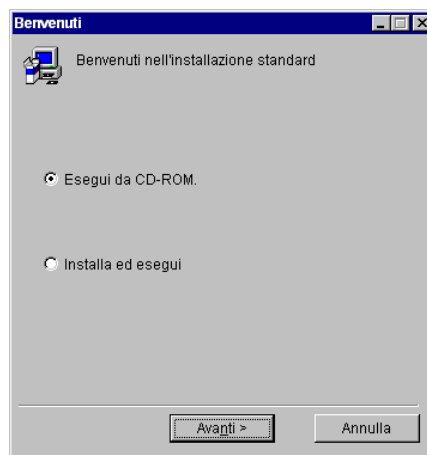 Benvenuti
Benvenuti nell'installazione standard
Esegui da CD-ROM.
Installa ed esegui
Avanti >
Annulla